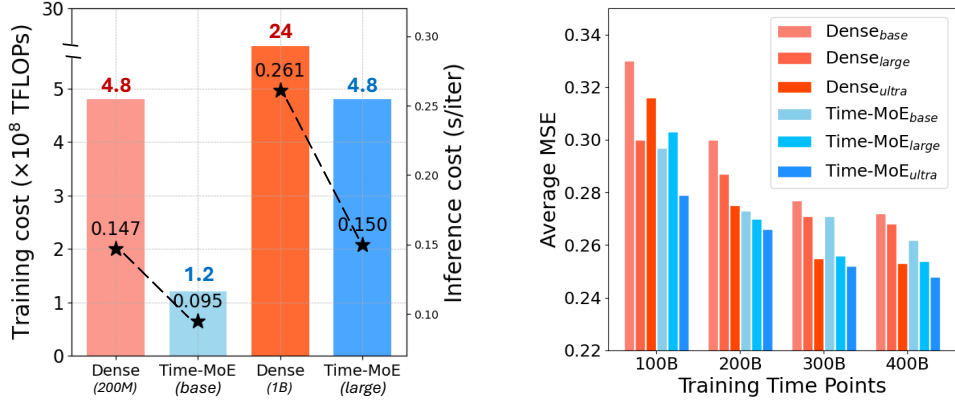 Training cost (×10⁸ TFLOPs)
30
5
4
3
2
1
0
4.8
1.2
24
4.8
0.147
0.095
0.261
0.150
0.30
0.25
0.20
0.15
0.10
Inference cost (s/iter)
Dense Time-MoE Dense Time-MoE
(200M) (base) (1B) (large)
Average MSE
0.34
0.32
0.30
0.28
0.26
0.24
0.22
Dense_base
Dense_large
Dense_ultra
Time-MoE_base
Time-MoE_large
Time-MoE_ultra
100B 200B 300B 400B
Training Time Points